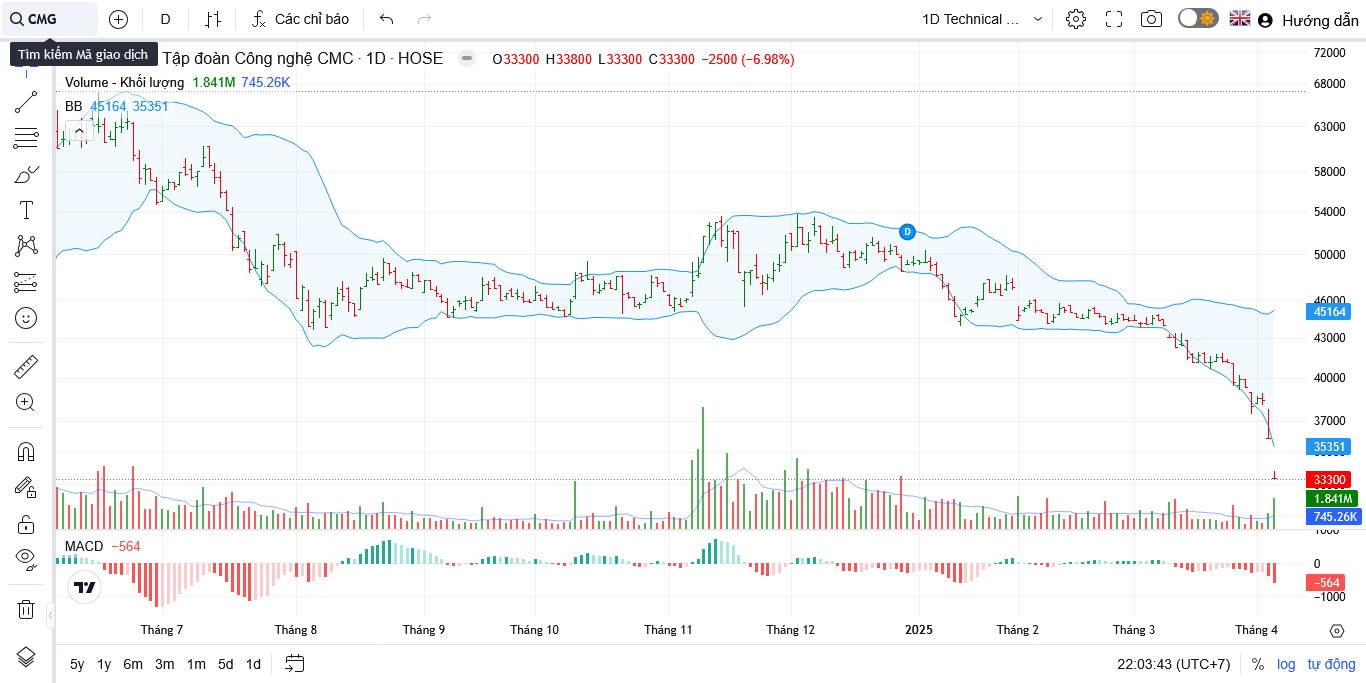 CMG D Các chỉ báo 1D Technical ... Hướng dẫn
Tìm kiếm Mã giao dịch
Tập đoàn Công nghệ CMC · 1D · HOSE O33300 H33800 L33300 C33300 −2500 (−6.98%)
Volume - Khối lượng 1.841M 745.26K
BB 45164 35351
72000
68000
63000
58000
54000
D
50000
46000
45164
43000
40000
37000
35351
33300
1.841M
745.26K
MACD −564
0
−564
−1000
Tháng 7 Tháng 8 Tháng 9 Tháng 10 Tháng 11 Tháng 12 2025 Tháng 2 Tháng 3 Tháng 4
5y 1y 6m 3m 1m 5d 1d 22:03:43 (UTC+7) % log tự động